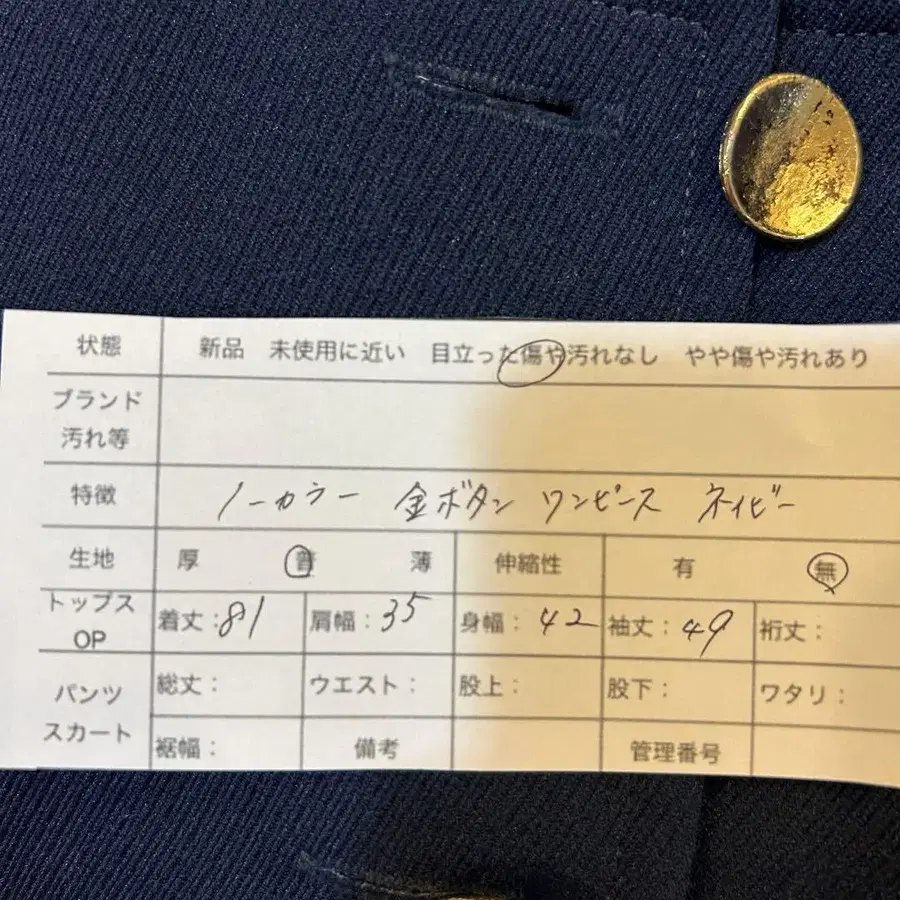 状態 新品 未使用に近い 目立った傷や汚れなし やや傷や汚れあり
ブランド
汚れ等
特徴 ノーカラー 金ボタン ワンピース ネイビー
生地 厚 普 薄 伸縮性 有 無
トップス
OP
着丈：81 肩幅：35 身幅：42 袖丈：49 裄丈：
パンツ
スカート
総丈： ウエスト： 股上： 股下： ワタリ：
裾幅： 備考 管理番号